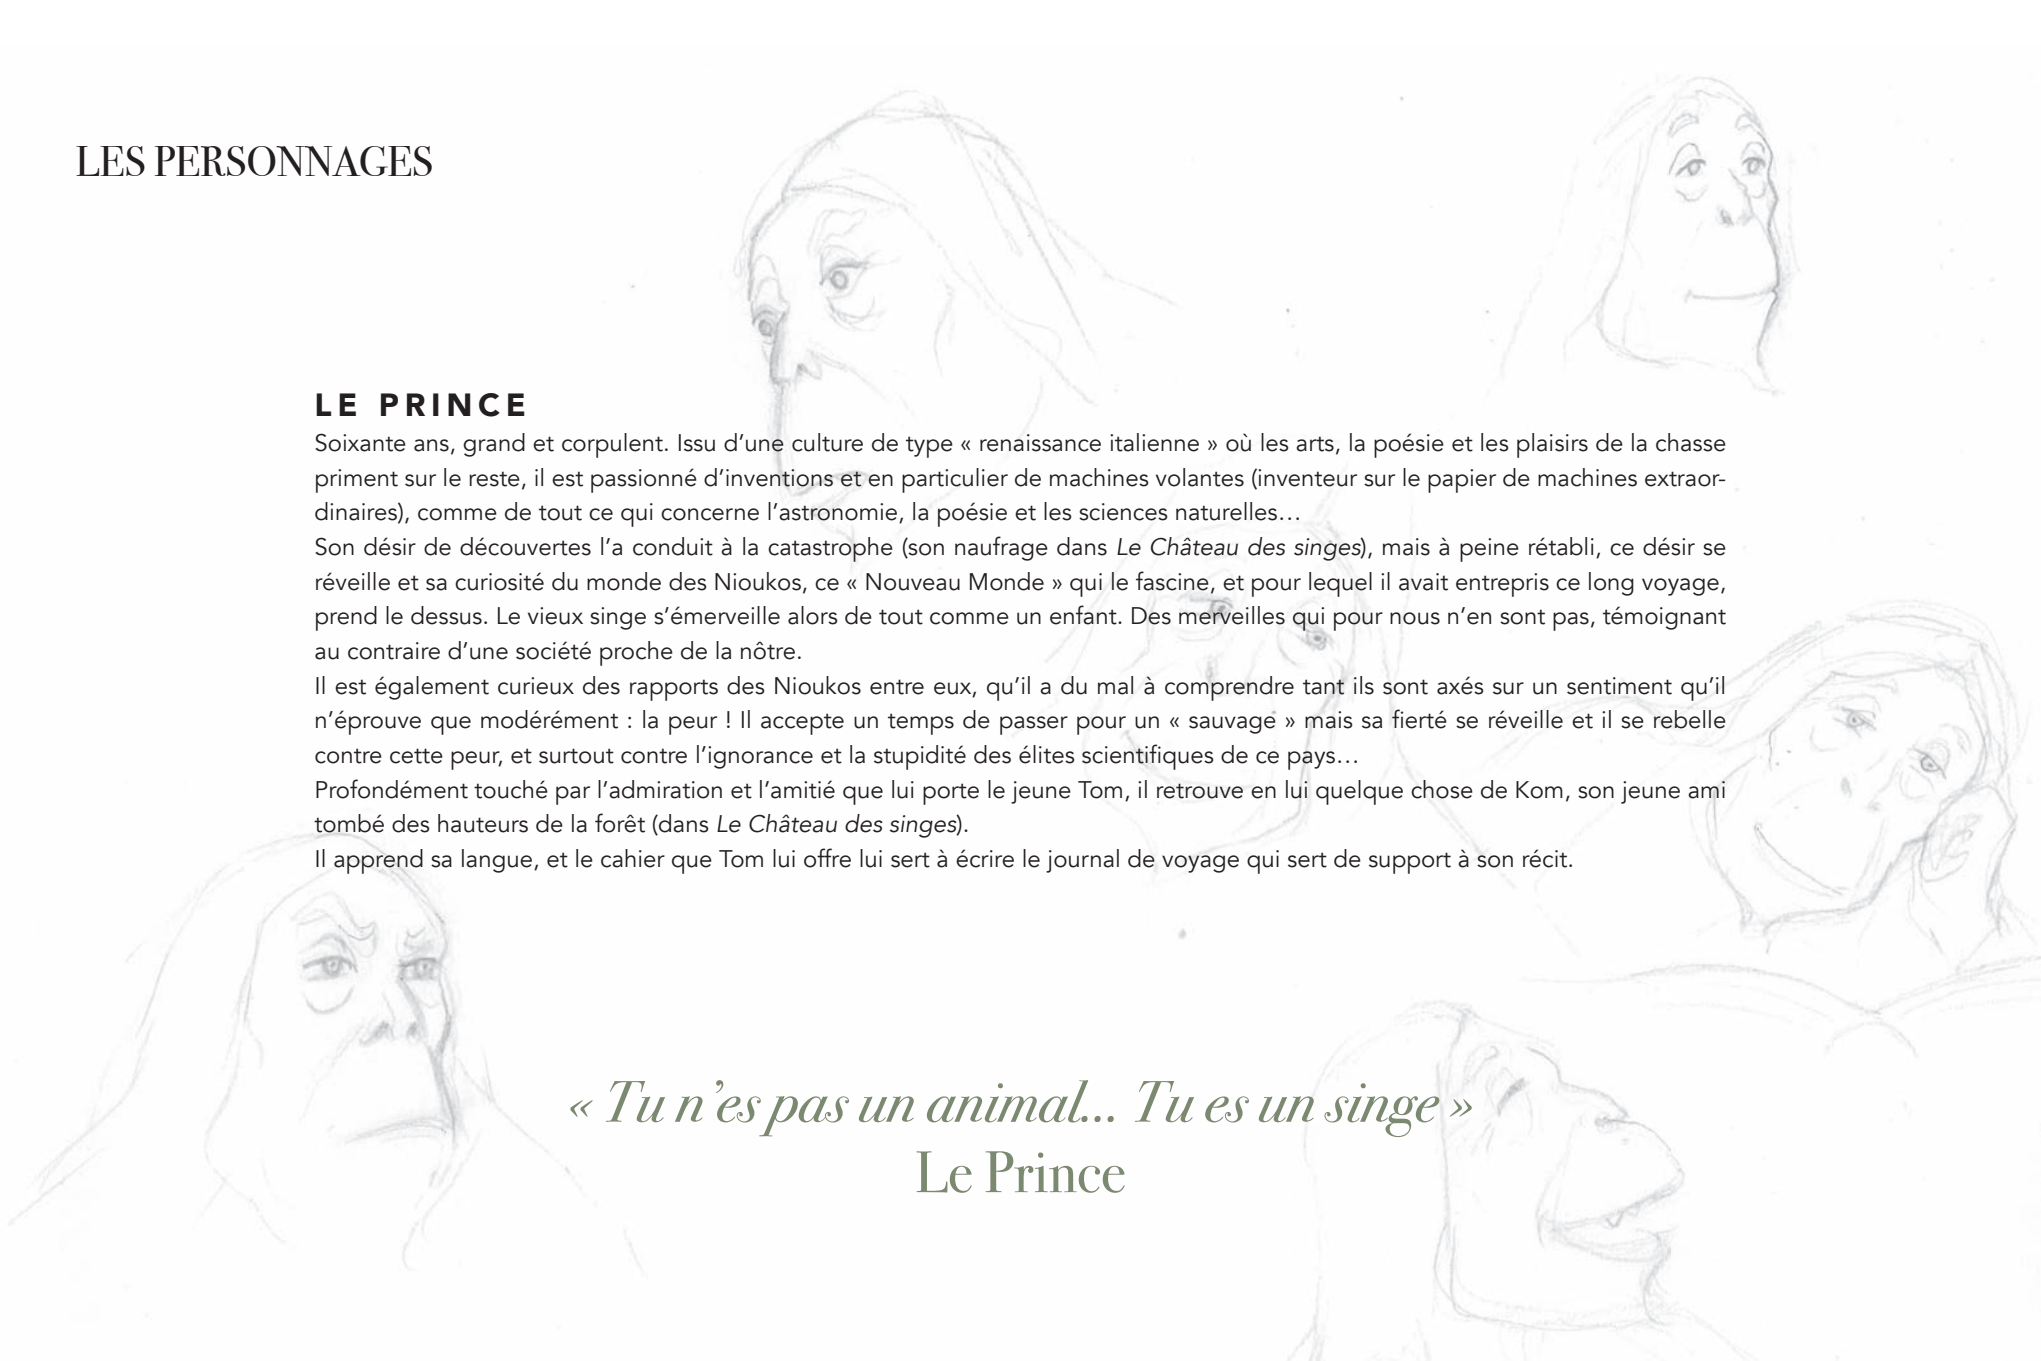 LES PERSONNAGES
LE PRINCE
Soixante ans, grand et corpulent. Issu d’une culture de type « renaissance italienne » où les arts, la poésie et les plaisirs de la chasse
priment sur le reste, il est passionné d’inventions et en particulier de machines volantes (inventeur sur le papier de machines extraor-
dinaires), comme de tout ce qui concerne l’astronomie, la poésie et les sciences naturelles…
Son désir de découvertes l’a conduit à la catastrophe (son naufrage dans Le Château des singes), mais à peine rétabli, ce désir se
réveille et sa curiosité du monde des Nioukos, ce « Nouveau Monde » qui le fascine, et pour lequel il avait entrepris ce long voyage,
prend le dessus. Le vieux singe s’émerveille alors de tout comme un enfant. Des merveilles qui pour nous n’en sont pas, témoignant
au contraire d’une société proche de la nôtre.
Il est également curieux des rapports des Nioukos entre eux, qu’il a du mal à comprendre tant ils sont axés sur un sentiment qu’il
n’éprouve que modérément : la peur ! Il accepte un temps de passer pour un « sauvage » mais sa fierté se réveille et il se rebelle
contre cette peur, et surtout contre l’ignorance et la stupidité des élites scientifiques de ce pays…
Profondément touché par l’admiration et l’amitié que lui porte le jeune Tom, il retrouve en lui quelque chose de Kom, son jeune ami
tombé des hauteurs de la forêt (dans Le Château des singes).
Il apprend sa langue, et le cahier que Tom lui offre lui sert à écrire le journal de voyage qui sert de support à son récit.
« Tu n’es pas un animal... Tu es un singe »
Le Prince